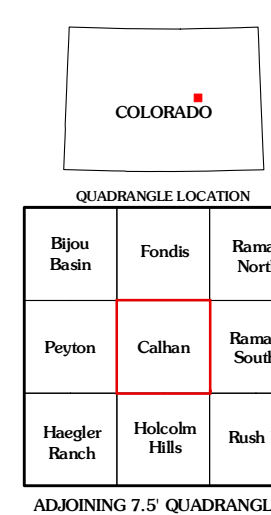 COLORADO
QUADRANGLE LOCATION
Bijou
Basin
Fondis
Rama
Nort
Peyton
Calhan
Rama
South
Haegler
Ranch
Holcolm
Hills
Rush
ADJOINING 7.5' QUADRANGL